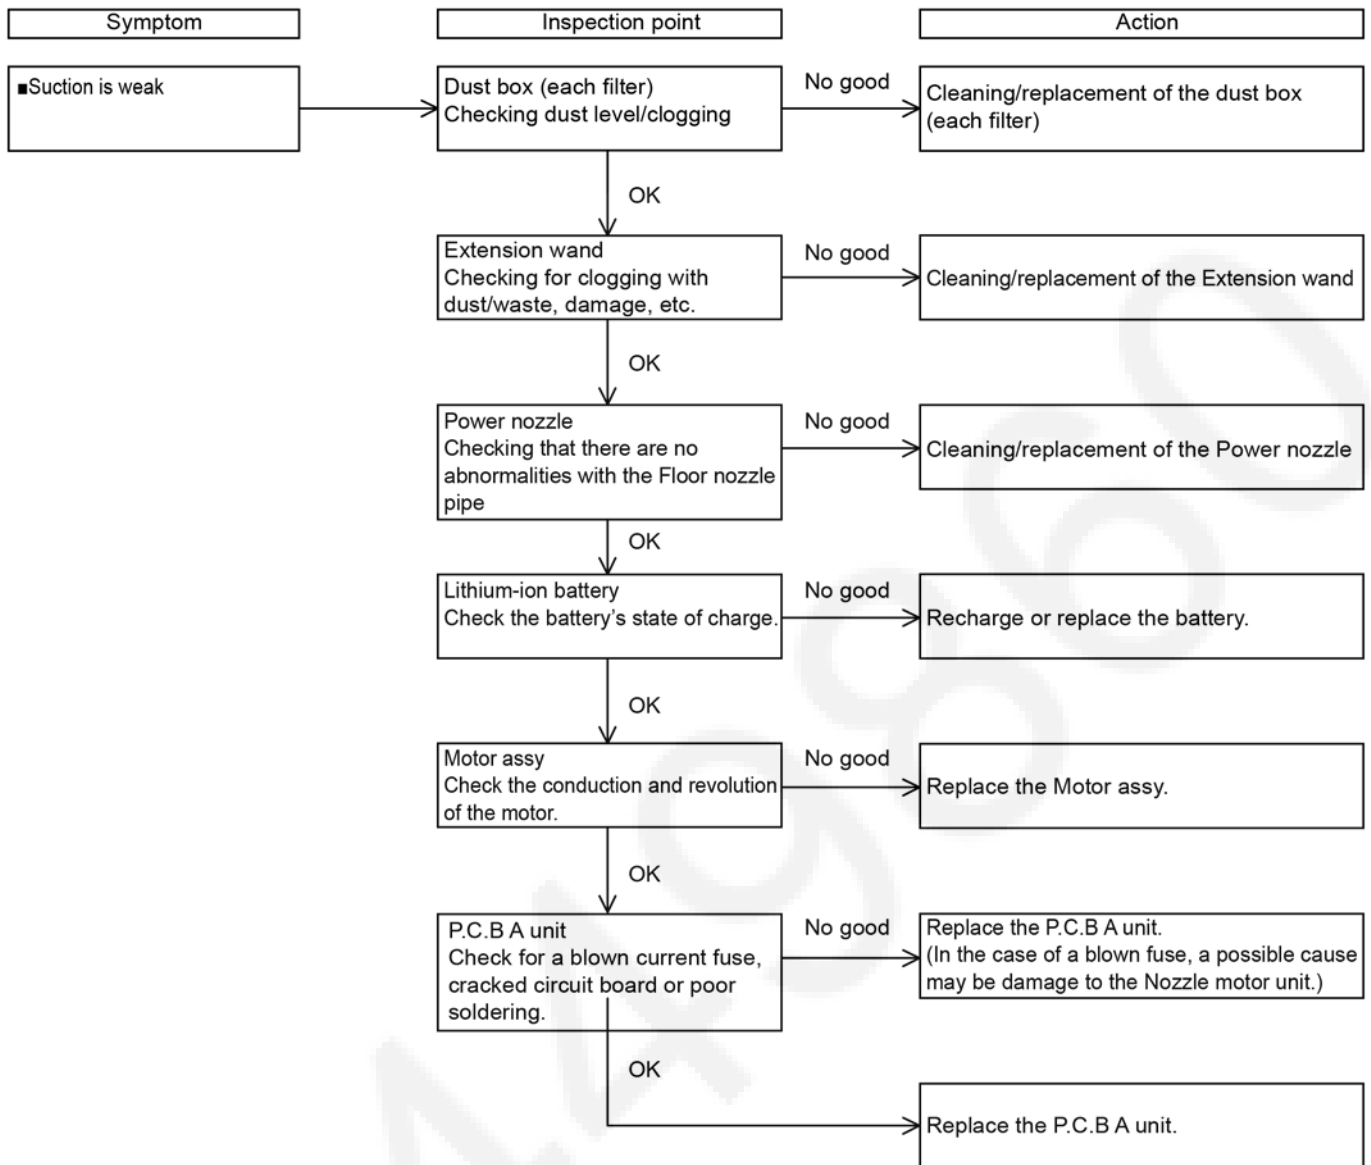 Symptom
Inspection point
Action
■Suction is weak
Dust box (each filter)
Checking dust level/clogging
No good
Cleaning/replacement of the dust box
(each filter)
OK
Extension wand
Checking for clogging with
dust/waste, damage, etc.
No good
Cleaning/replacement of the Extension wand
OK
Power nozzle
Checking that there are no
abnormalities with the Floor nozzle
pipe
No good
Cleaning/replacement of the Power nozzle
OK
Lithium-ion battery
Check the battery’s state of charge.
No good
Recharge or replace the battery.
OK
Motor assy
Check the conduction and revolution
of the motor.
No good
Replace the Motor assy.
OK
P.C.B A unit
Check for a blown current fuse,
cracked circuit board or poor
soldering.
No good
Replace the P.C.B A unit.
(In the case of a blown fuse, a possible cause
may be damage to the Nozzle motor unit.)
OK
Replace the P.C.B A unit.
449860